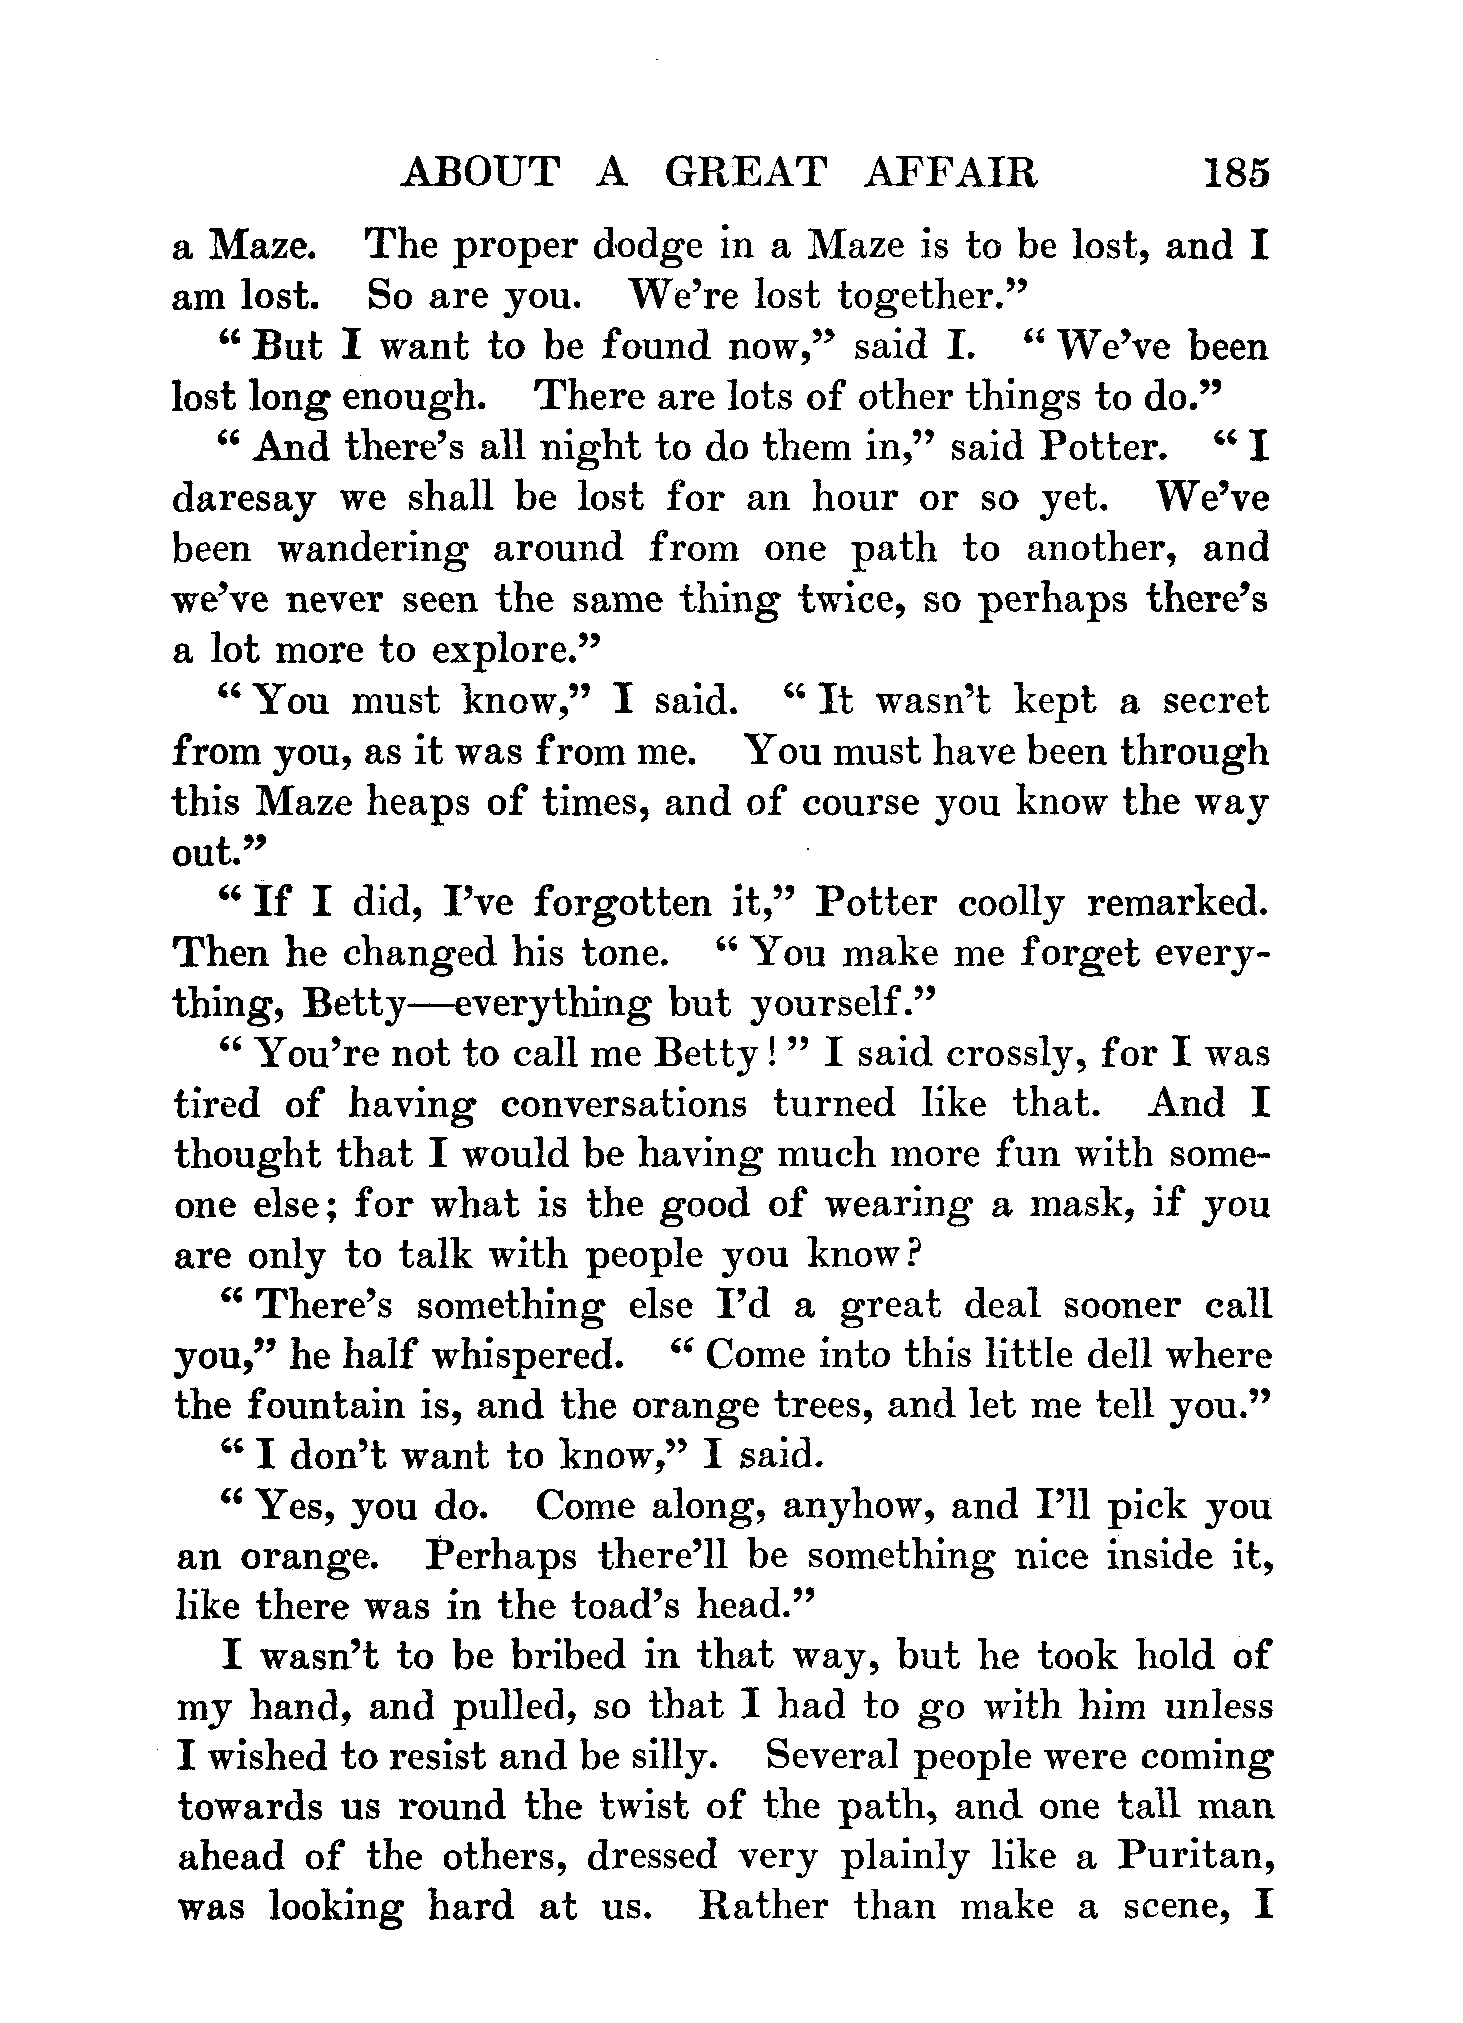 ABOUT A GREAT AFFAIR 185
a Maze. The proper dodge in a Maze is to be lost, and I
am lost. So are you. We're lost together."
" But I want to be found now," said I. " We've been
lost long enough. There are lots of other things to do."
" And there's all night to do them in," said Potter. " I
daresay we shall be lost for an hour or so yet. We've
been wandering around from one path to another, and
we've never seen the same thing twice, so perhaps there's
a lot more to explore."
" You must know," I said. " It wasn't kept a secret
from you, as it was from me. You must have been through
this Maze heaps of times, and of course you know the way
out."
" If I did, I've forgotten it," Potter coolly remarked.
Then he changed his tone. " You make me forget every-
thing, Betty—everything but yourself."
" You're not to call me Betty! " I said crossly, for I was
tired of having conversations turned like that. And I
thought that I would be having much more fun with some-
one else; for what is the good of wearing a mask, if you
are only to talk with people you know?
" There's something else I'd a great deal sooner call
you," he half whispered. " Come into this little dell where
the fountain is, and the orange trees, and let me tell you."
" I don't want to know," I said.
" Yes, you do. Come along, anyhow, and I'll pick you
an orange. Perhaps there'll be something nice inside it,
like there was in the toad's head."
I wasn't to be bribed in that way, but he took hold of
my hand, and pulled, so that I had to go with him unless
I wished to resist and be silly. Several people were coming
towards us round the twist of the path, and one tall man
ahead of the others, dressed very plainly like a Puritan,
was looking hard at us. Rather than make a scene, I